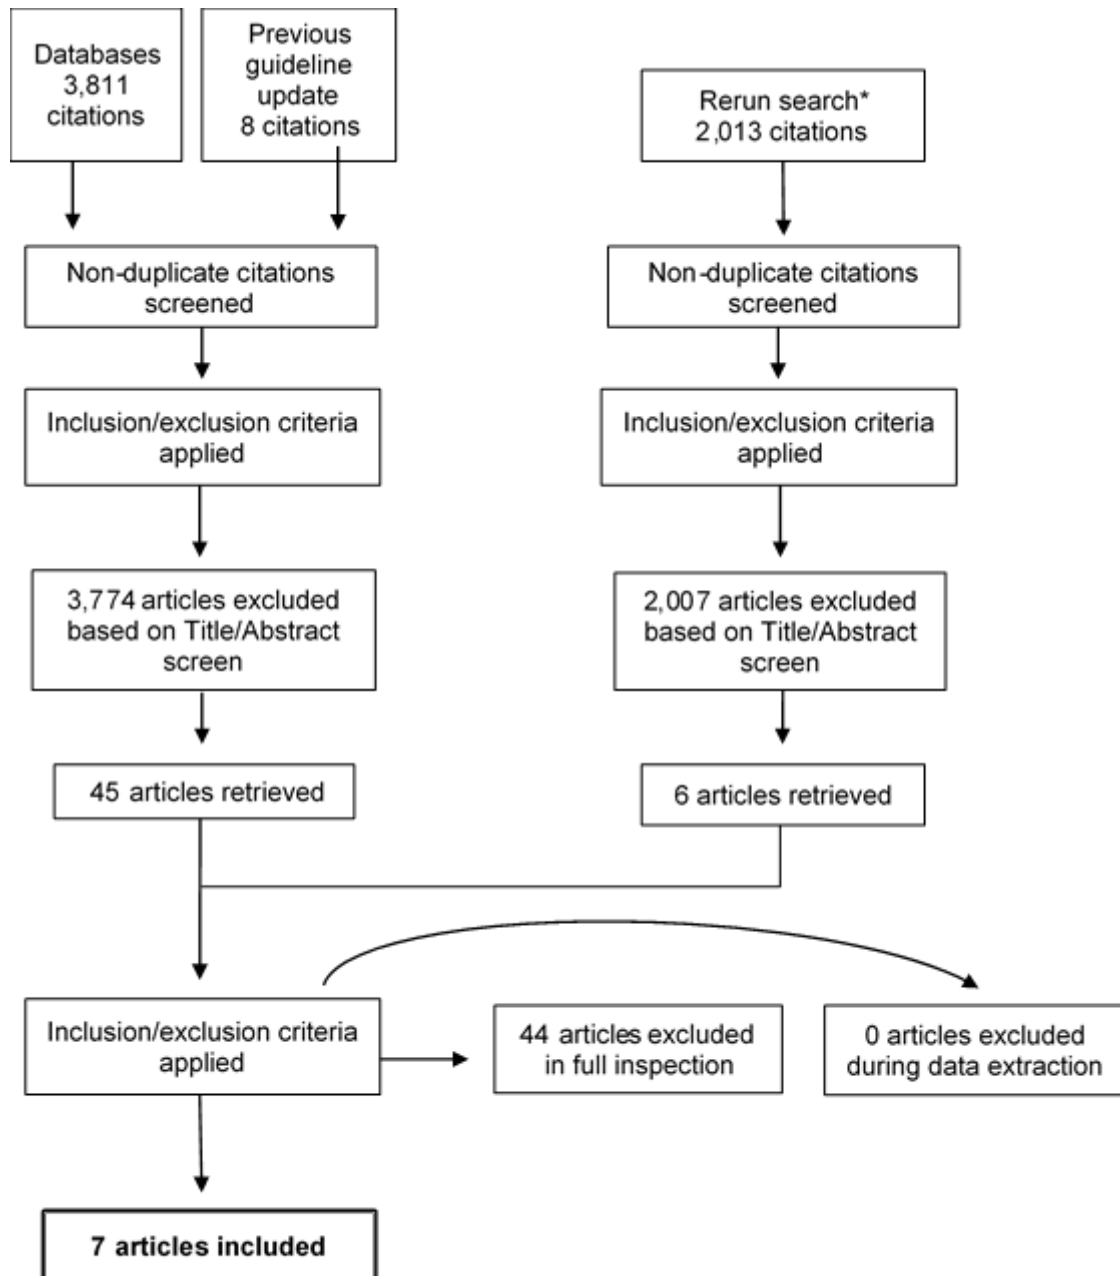 Databases
3,811
citations
Previous
guideline
update
8 citations
Rerun search*
2,013 citations
Non-duplicate citations
screened
Non-duplicate citations
screened
Inclusion/exclusion criteria
applied
Inclusion/exclusion criteria
applied
3,774 articles excluded
based on Title/Abstract
screen
2,007 articles excluded
based on Title/Abstract
screen
45 articles retrieved
6 articles retrieved
Inclusion/exclusion criteria
applied
44 articles excluded
in full inspection
0 articles excluded
during data extraction
7 articles included